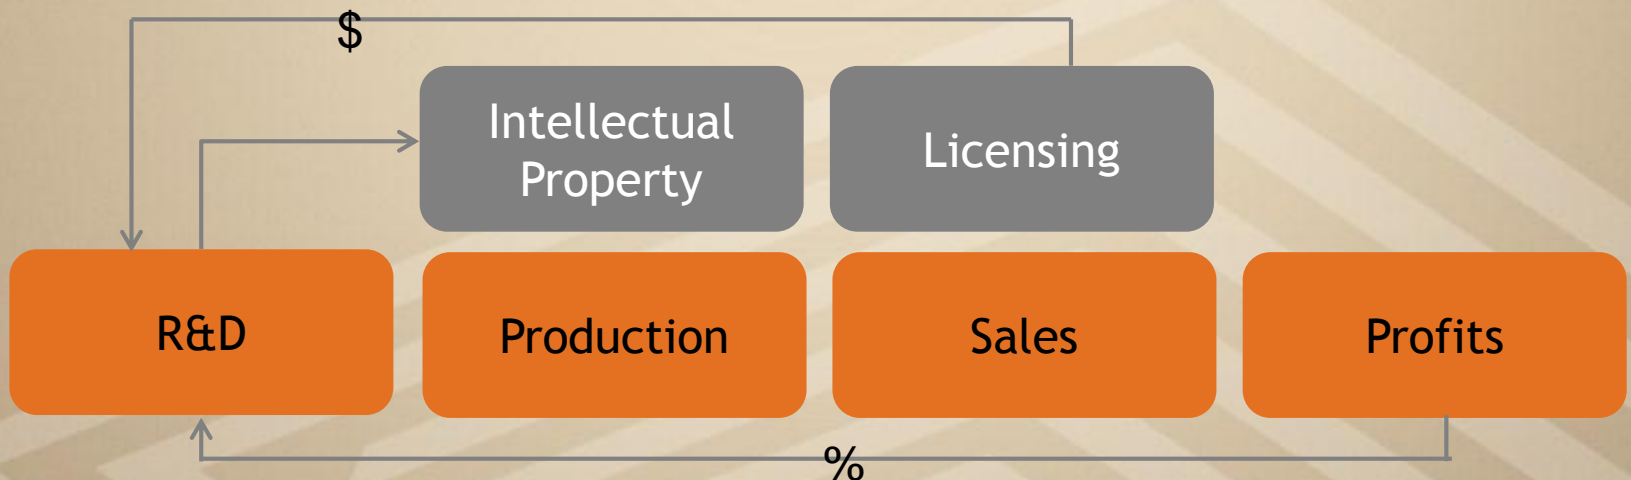 $
Intellectual
Property
Licensing
R&D
Production
Sales
Profits
%